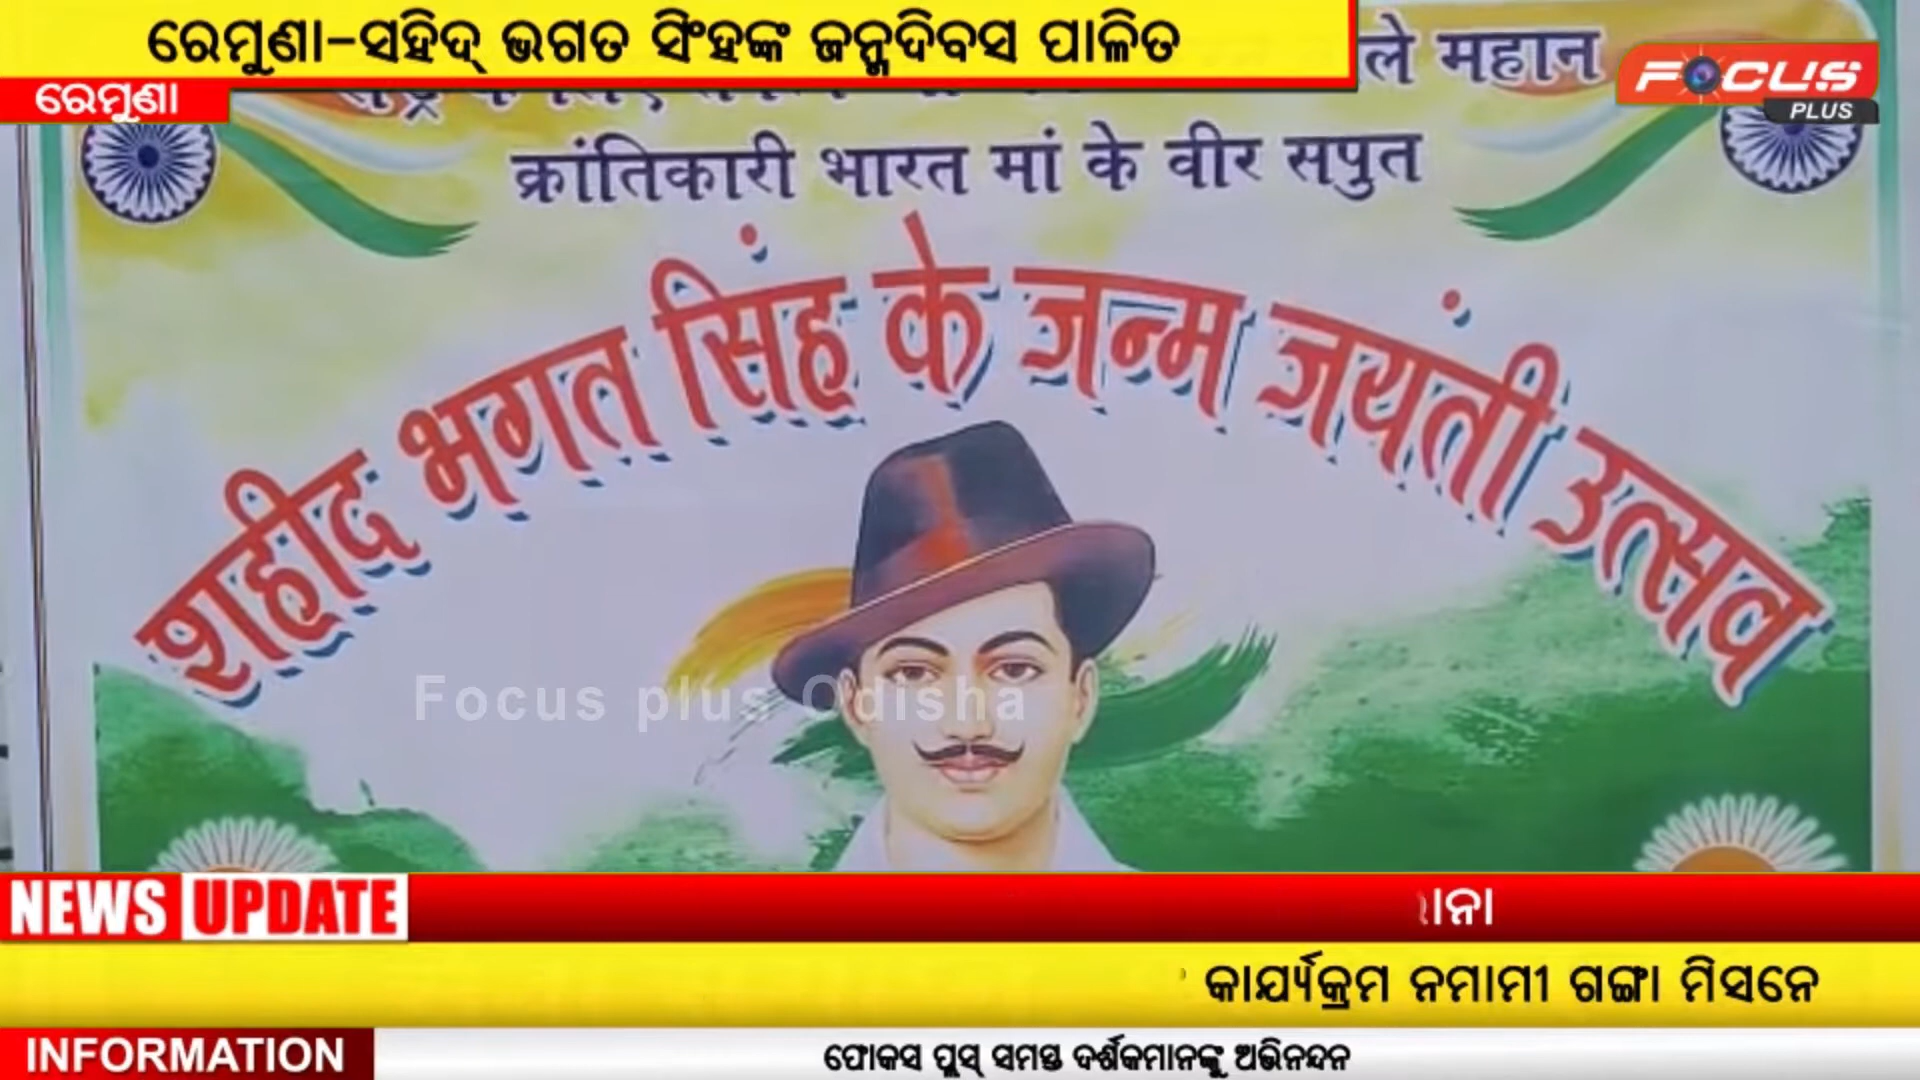 ରେମୁଣା-ସହିଦ୍ ଭଗତ ସିଂହଙ୍କ ଜନ୍ମଦିବସ ପାଳିତ
ରେମୁଣା
FOCUS
PLUS
महान
क्रांतिकारी भारत मां के वीर सपुत
शहीद भगत सिंह के जन्म जयंती उत्सव
Focus plus Odisha
NEWS UPDATE
କାର୍ଯ୍ୟକ୍ରମ ନମାମୀ ଗଙ୍ଗା ମିସନେ
INFORMATION
ଫୋକସ ପ୍ଲସ୍ ସମସ୍ତ ଦର୍ଶକମାନଙ୍କୁ ଅଭିନନ୍ଦନ